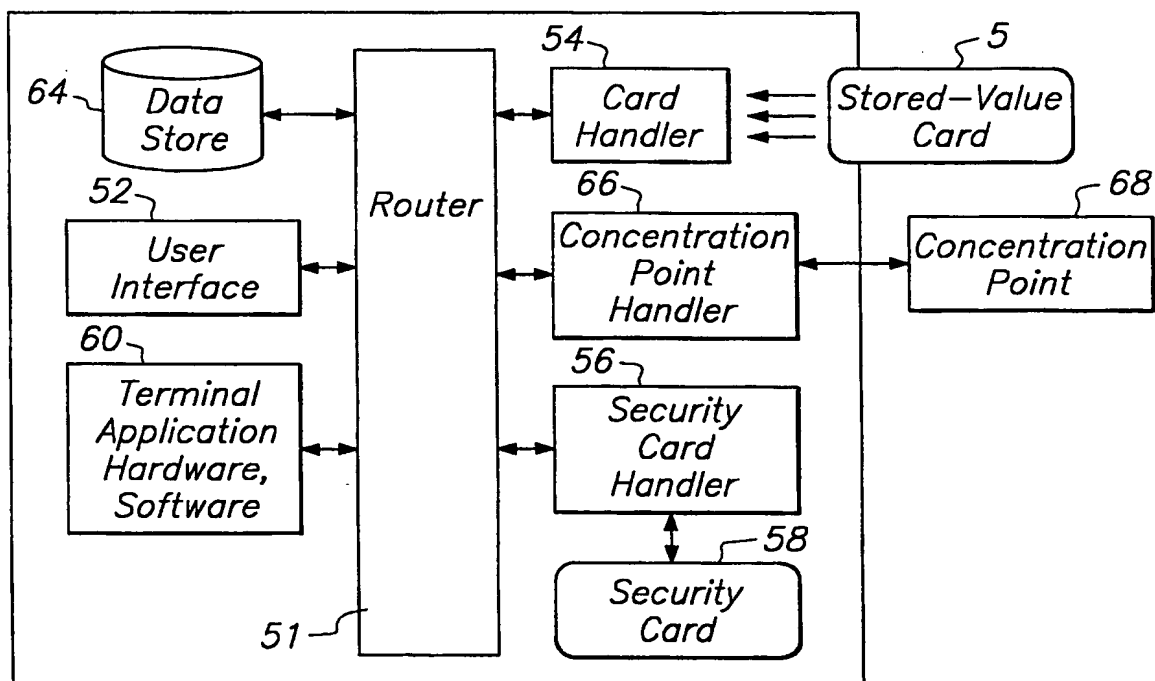 64
Data
Store
54
Card
Handler
5
Stored-Value
Card
52
User
Interface
Router
66
Concentration
Point
Handler
68
Concentration
Point
60
Terminal
Application
Hardware,
Software
56
Security
Card
Handler
51
58
Security
Card